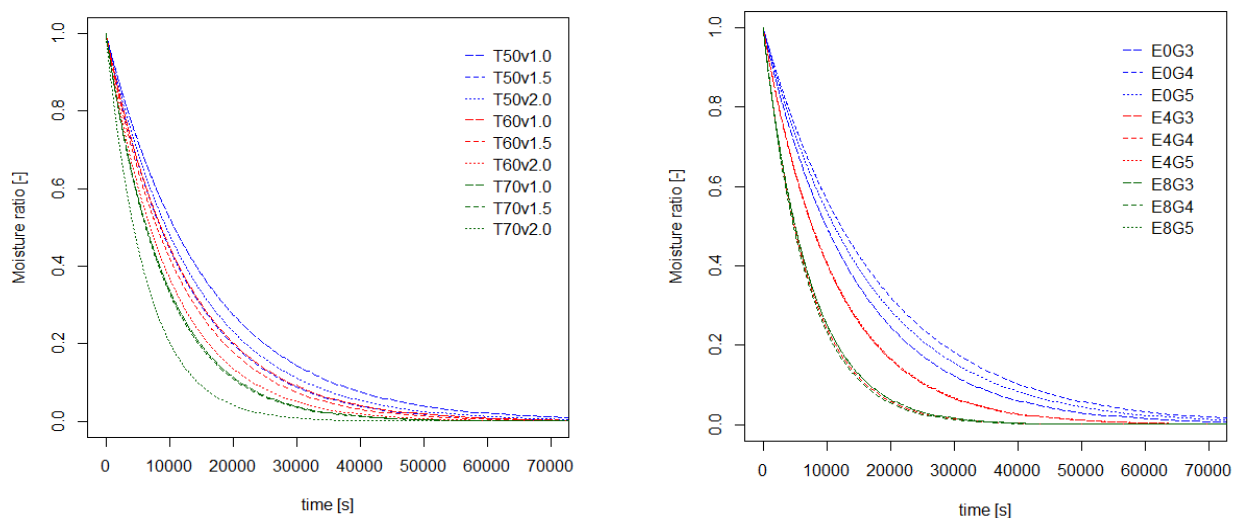 Moisture ratio [-]
1.0
0.8
0.6
0.4
0.2
0.0
T50v1.0
T50v1.5
T50v2.0
T60v1.0
T60v1.5
T60v2.0
T70v1.0
T70v1.5
T70v2.0
0 10000 20000 30000 40000 50000 60000 70000
time [s]
Moisture ratio [-]
1.0
0.8
0.6
0.4
0.2
0.0
E0G3
E0G4
E0G5
E4G3
E4G4
E4G5
E8G3
E8G4
E8G5
0 10000 20000 30000 40000 50000 60000 70000
time [s]